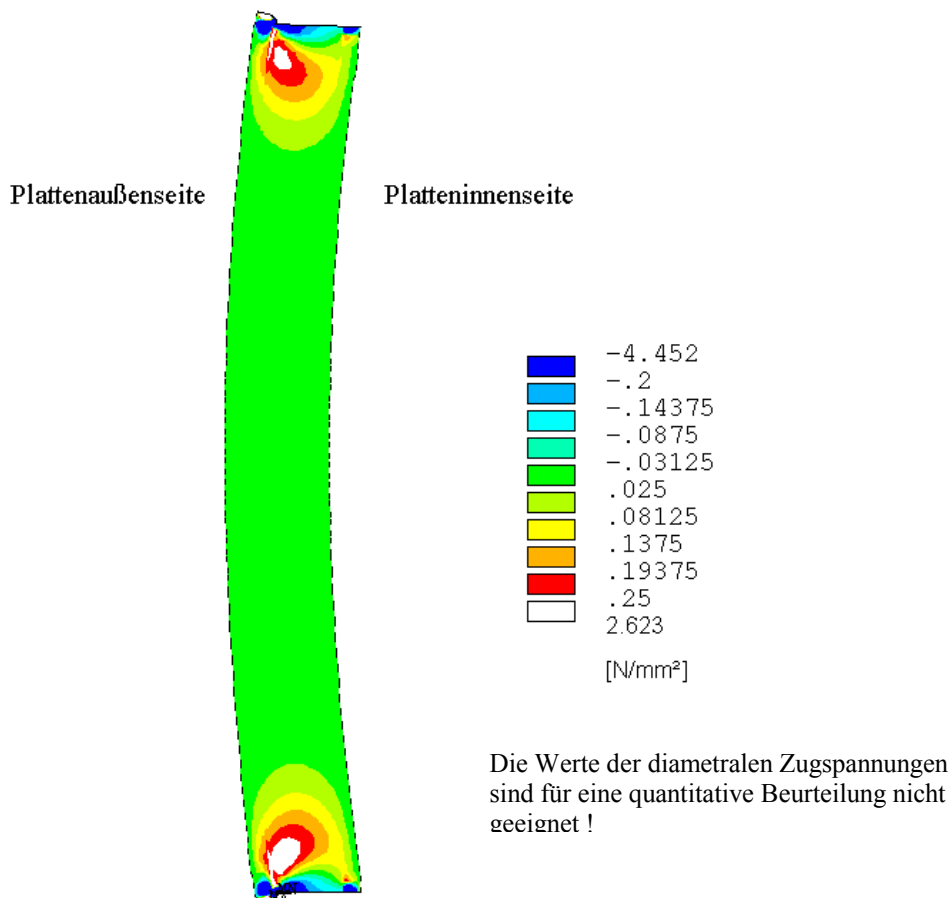 Plattenaußenseite
Platteninnenseite
-4.452
-.2
-.14375
-.0875
-.03125
.025
.08125
.1375
.19375
.25
2.623
[N/mm²]
Die Werte der diametralen Zugspannungen
sind für eine quantitative Beurteilung nicht
geeignet !